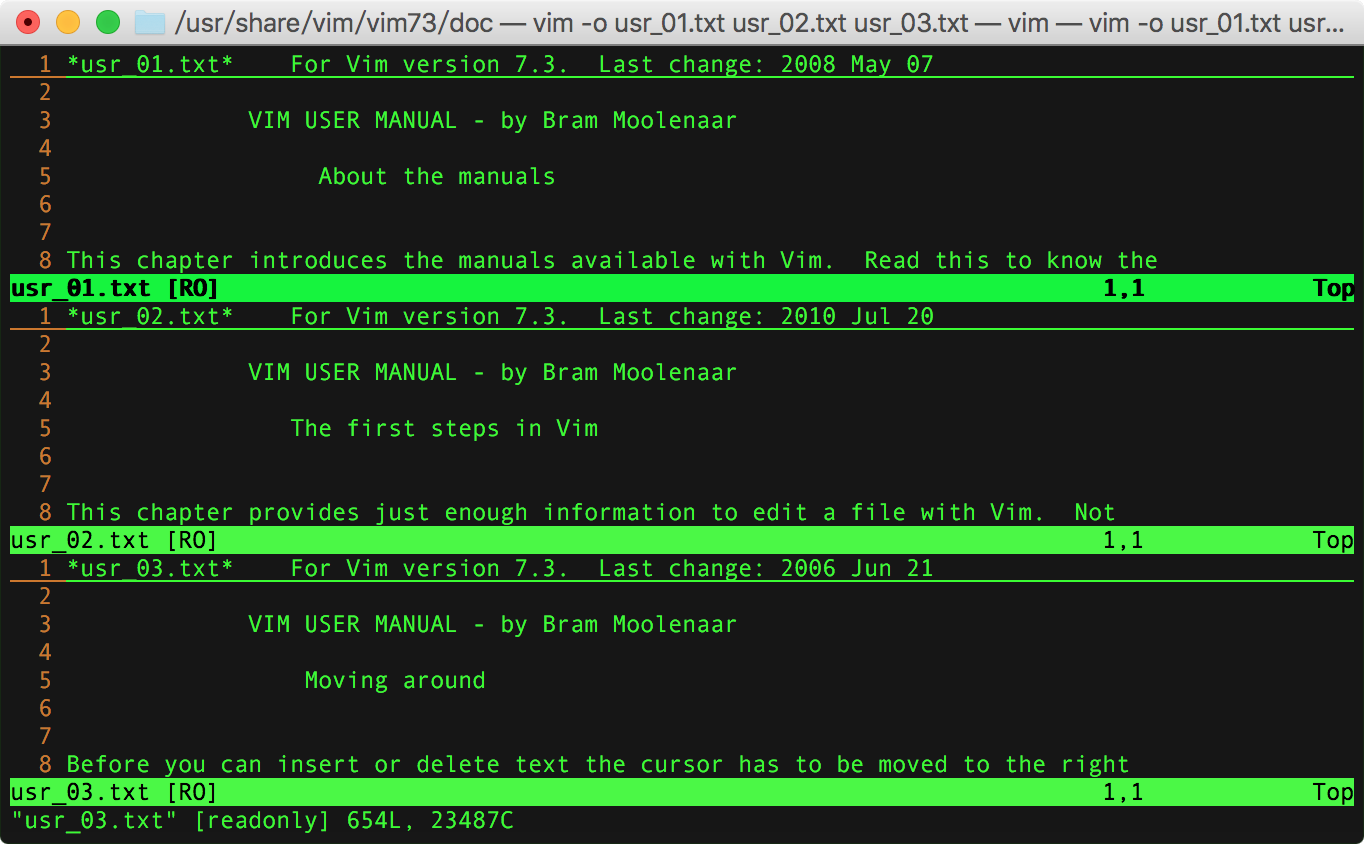 /usr/share/vim/vim73/doc — vim -o usr_01.txt usr_02.txt usr_03.txt — vim — vim -o usr_01.txt usr...
1 *usr_01.txt* For Vim version 7.3. Last change: 2008 May 07
2
3 VIM USER MANUAL - by Bram Moolenaar
4
5 About the manuals
6
7
8 This chapter introduces the manuals available with Vim. Read this to know the
usr_01.txt [RO] 1,1 Top
1 *usr_02.txt* For Vim version 7.3. Last change: 2010 Jul 20
2
3 VIM USER MANUAL - by Bram Moolenaar
4
5 The first steps in Vim
6
7
8 This chapter provides just enough information to edit a file with Vim. Not
usr_02.txt [RO] 1,1 Top
1 *usr_03.txt* For Vim version 7.3. Last change: 2006 Jun 21
2
3 VIM USER MANUAL - by Bram Moolenaar
4
5 Moving around
6
7
8 Before you can insert or delete text the cursor has to be moved to the right
usr_03.txt [RO] 1,1 Top
"usr_03.txt" [readonly] 654L, 23487C